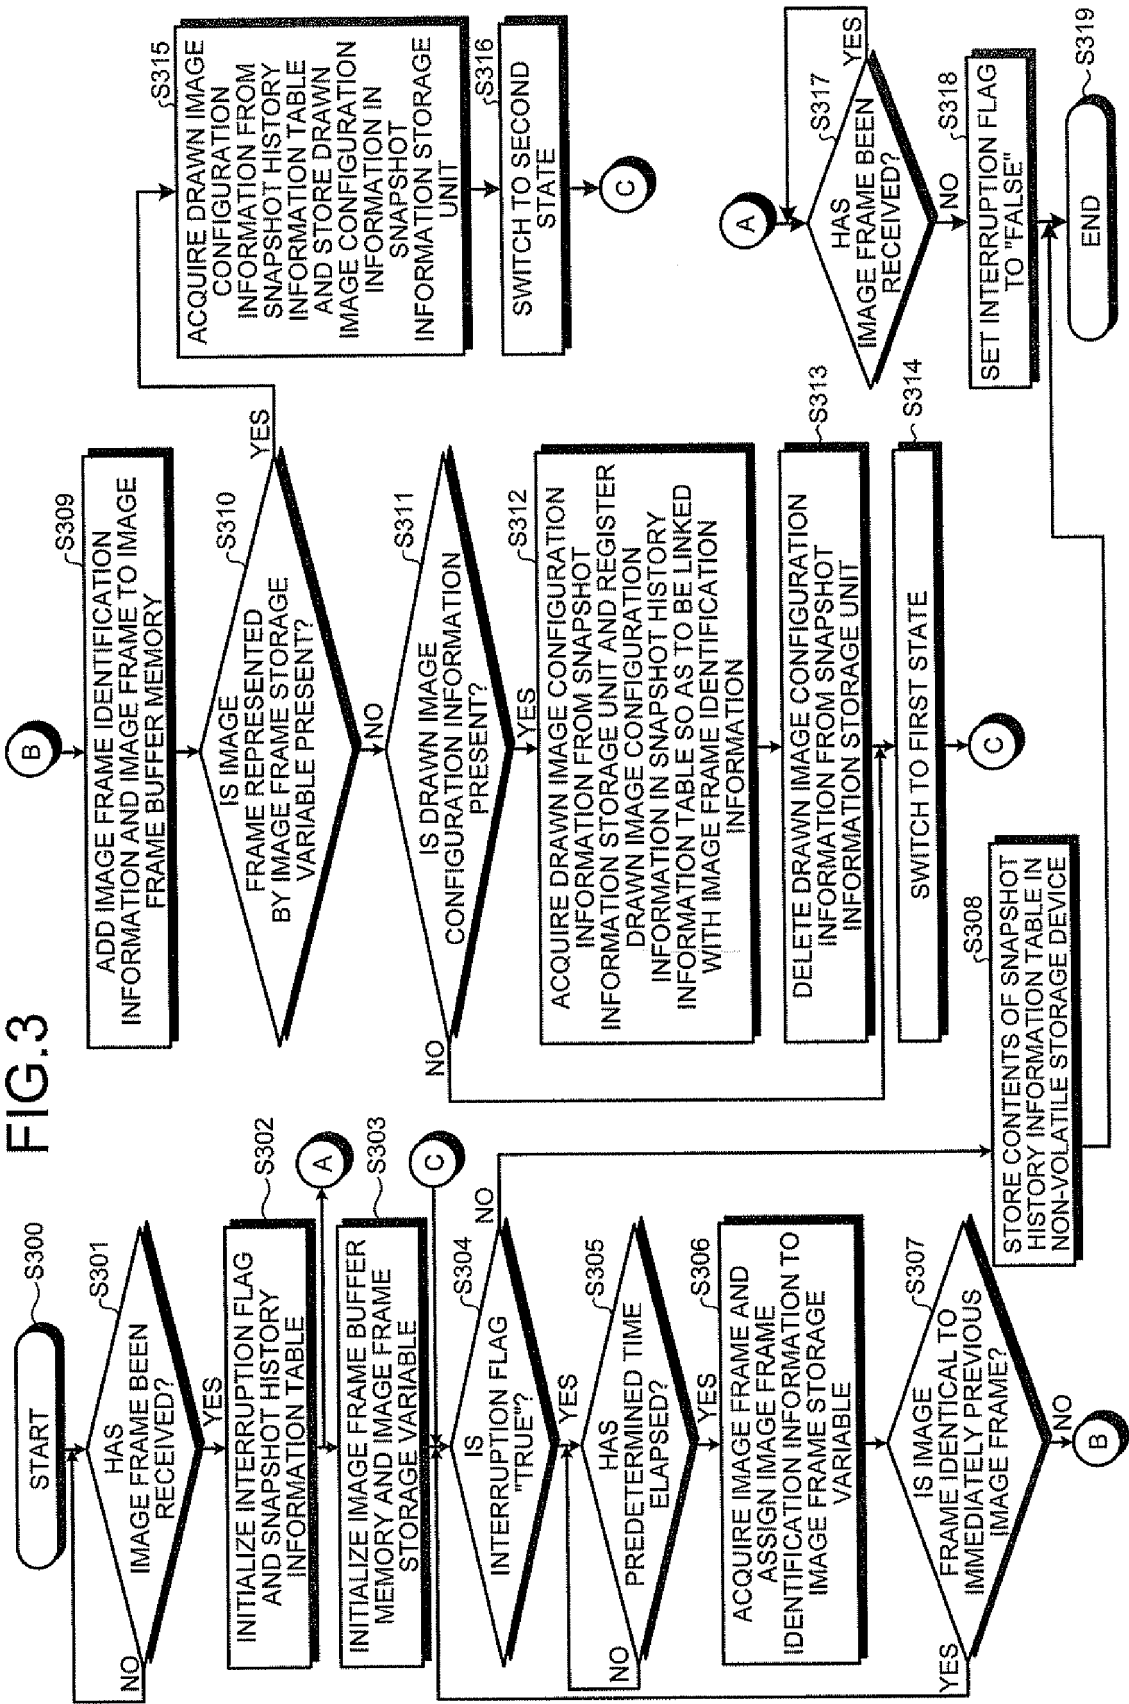 FIG.3
START
S300
HAS
IMAGE FRAME BEEN
RECEIVED?
S301
NO
YES
INITIALIZE INTERRUPTION FLAG
AND SNAPSHOT HISTORY
INFORMATION TABLE
S302
A
INITIALIZE IMAGE FRAME BUFFER
MEMORY AND IMAGE FRAME
STORAGE VARIABLE
S303
C
IS
INTERRUPTION FLAG
"TRUE"?
S304
NO
YES
HAS
PREDETERMINED TIME
ELAPSED?
S305
NO
YES
ACQUIRE IMAGE FRAME AND
ASSIGN IMAGE FRAME
IDENTIFICATION INFORMATION TO
IMAGE FRAME STORAGE
VARIABLE
S306
IS IMAGE
FRAME IDENTICAL TO
IMMEDIATELY PREVIOUS
IMAGE FRAME?
S307
YES
NO
B
STORE CONTENTS OF SNAPSHOT
HISTORY INFORMATION TABLE IN
NON-VOLATILE STORAGE DEVICE
S308
B
ADD IMAGE FRAME IDENTIFICATION
INFORMATION AND IMAGE FRAME TO IMAGE
FRAME BUFFER MEMORY
S309
IS IMAGE
FRAME REPRESENTED
BY IMAGE FRAME STORAGE
VARIABLE PRESENT?
S310
YES
NO
IS DRAWN IMAGE
CONFIGURATION INFORMATION
PRESENT?
S311
NO
YES
ACQUIRE DRAWN IMAGE CONFIGURATION
INFORMATION FROM SNAPSHOT
INFORMATION STORAGE UNIT AND REGISTER
DRAWN IMAGE CONFIGURATION
INFORMATION IN SNAPSHOT HISTORY
INFORMATION TABLE SO AS TO BE LINKED
WITH IMAGE FRAME IDENTIFICATION
INFORMATION
S312
DELETE DRAWN IMAGE CONFIGURATION
INFORMATION FROM SNAPSHOT
INFORMATION STORAGE UNIT
S313
SWITCH TO FIRST STATE
S314
C
ACQUIRE DRAWN IMAGE
CONFIGURATION
INFORMATION FROM
SNAPSHOT HISTORY
INFORMATION TABLE
AND STORE DRAWN
IMAGE CONFIGURATION
INFORMATION IN
SNAPSHOT
INFORMATION STORAGE
UNIT
S315
SWITCH TO SECOND
STATE
S316
C
A
HAS
IMAGE FRAME BEEN
RECEIVED?
S317
YES
NO
SET INTERRUPTION FLAG
TO "FALSE"
S318
END
S319